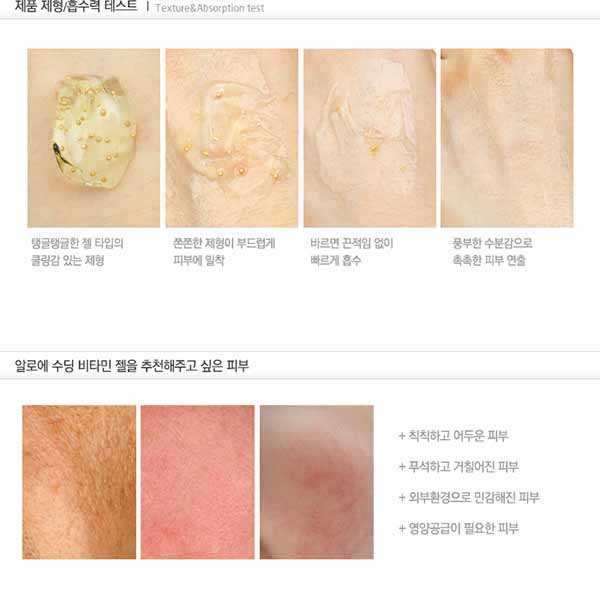 제품 제형/흡수력 테스트 | Texture&Absorption test
탱글탱글한 젤 타입의
쿨링감 있는 제형
쫀쫀한 제형이 부드럽게
피부에 밀착
바르면 끈적임 없이
빠르게 흡수
풍부한 수분감으로
촉촉한 피부 연출
알로에 수딩 비타민 젤을 추천해주고 싶은 피부
+ 칙칙하고 어두운 피부
+ 푸석하고 거칠어진 피부
+ 외부환경으로 민감해진 피부
+ 영양공급이 필요한 피부